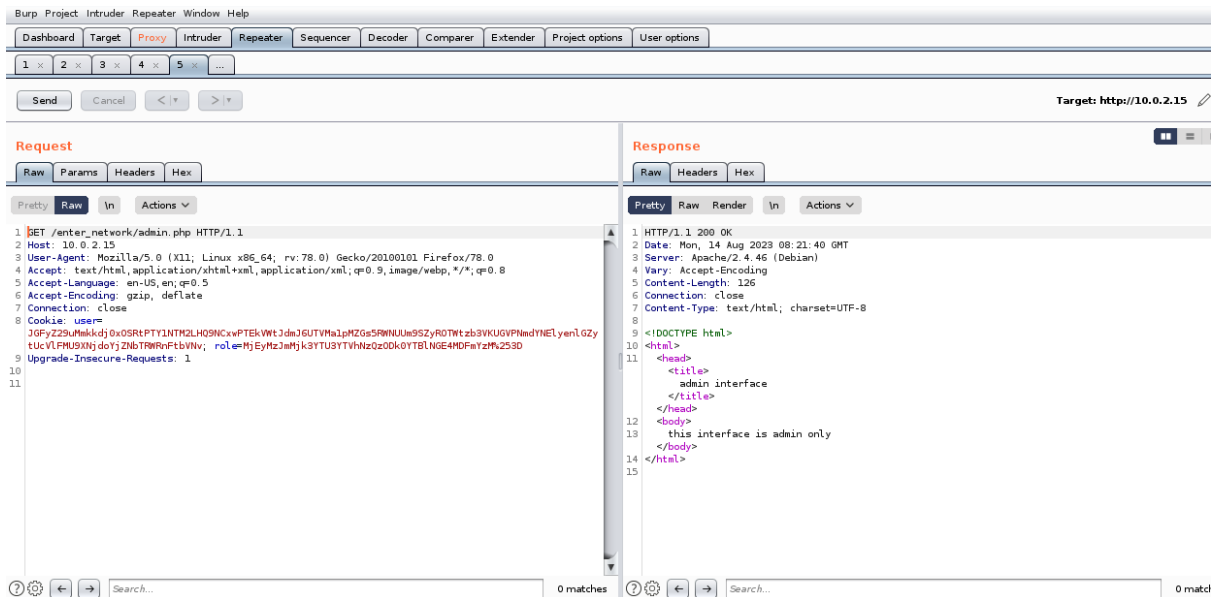 Burp Project Intruder Repeater Window Help
Dashboard Target Proxy Intruder Repeater Sequencer Decoder Comparer Extender Project options User options
1 × 2 × 3 × 4 × 5 × ...
Send Cancel < > Target: http://10.0.2.15
Request
Raw Params Headers Hex
Pretty Raw \n Actions
1 GET /enter_network/admin.php HTTP/1.1
2 Host: 10.0.2.15
3 User-Agent: Mozilla/5.0 (X11; Linux x86_64; rv:78.0) Gecko/20100101 Firefox/78.0
4 Accept: text/html,application/xhtml+xml,application/xml;q=0.9,image/webp,*/*;q=0.8
5 Accept-Language: en-US,en;q=0.5
6 Accept-Encoding: gzip, deflate
7 Connection: close
8 Cookie: user=
role=MjEyMzJmMjk3YTU3YTVhNzQzODk0YTBlNGE4MDFmYzM%253D
9 Upgrade-Insecure-Requests: 1
10
11
Search... 0 matches
Response
Raw Headers Hex
Pretty Raw Render \n Actions
1 HTTP/1.1 200 OK
2 Date: Mon, 14 Aug 2023 08:21:40 GMT
3 Server: Apache/2.4.46 (Debian)
4 Vary: Accept-Encoding
5 Content-Length: 126
6 Connection: close
7 Content-Type: text/html; charset=UTF-8
8
9 <!DOCTYPE html>
10 <html>
11 <head>
<title>
admin interface
</title>
</head>
12 <body>
13 this interface is admin only
</body>
14 </html>
15
Search... 0 match